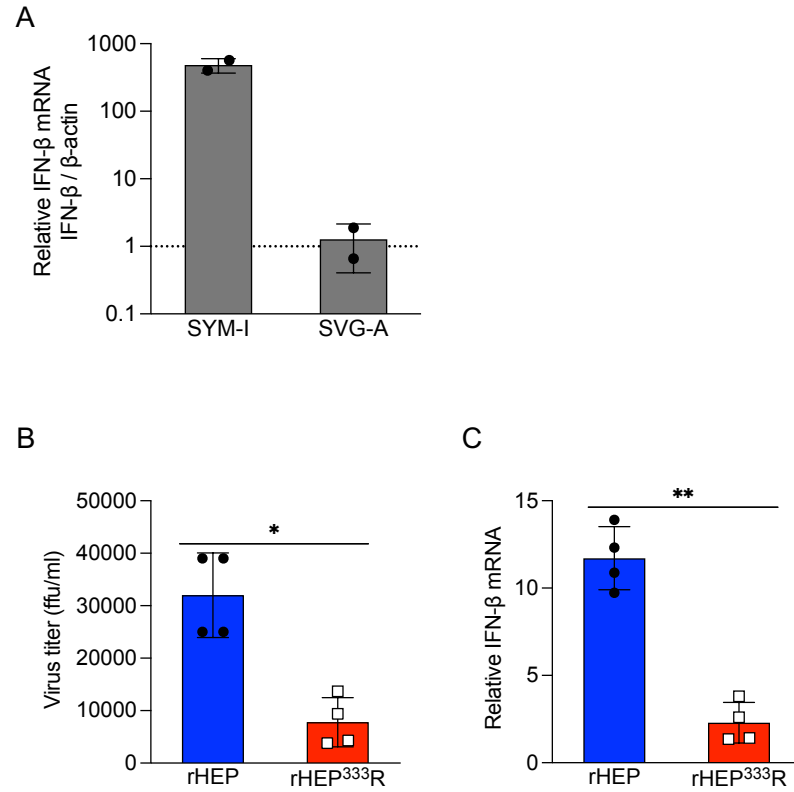 A
Relative IFN-β mRNA
IFN-β / β-actin
1000
100
10
1
0.1
SYM-I SVG-A
B
Virus titer (ffu/ml)
50000
40000
30000
20000
10000
0
*
rHEP rHEP³³³R
C
Relative IFN-β mRNA
15
10
5
0
**
rHEP rHEP³³³R